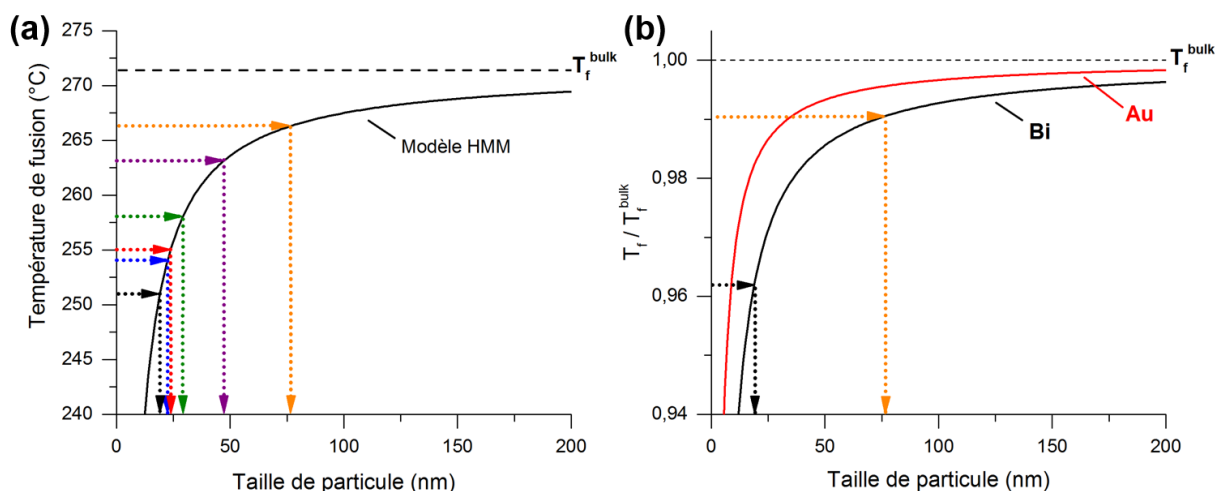 (a)
Température de fusion (°C)
275
270
265
260
255
250
245
240
T_f^bulk
Modèle HMM
0
50
100
150
200
Taille de particule (nm)
(b)
T_f / T_f^bulk
1,00
0,98
0,96
0,94
T_f^bulk
Au
Bi
0
50
100
150
200
Taille de particule (nm)